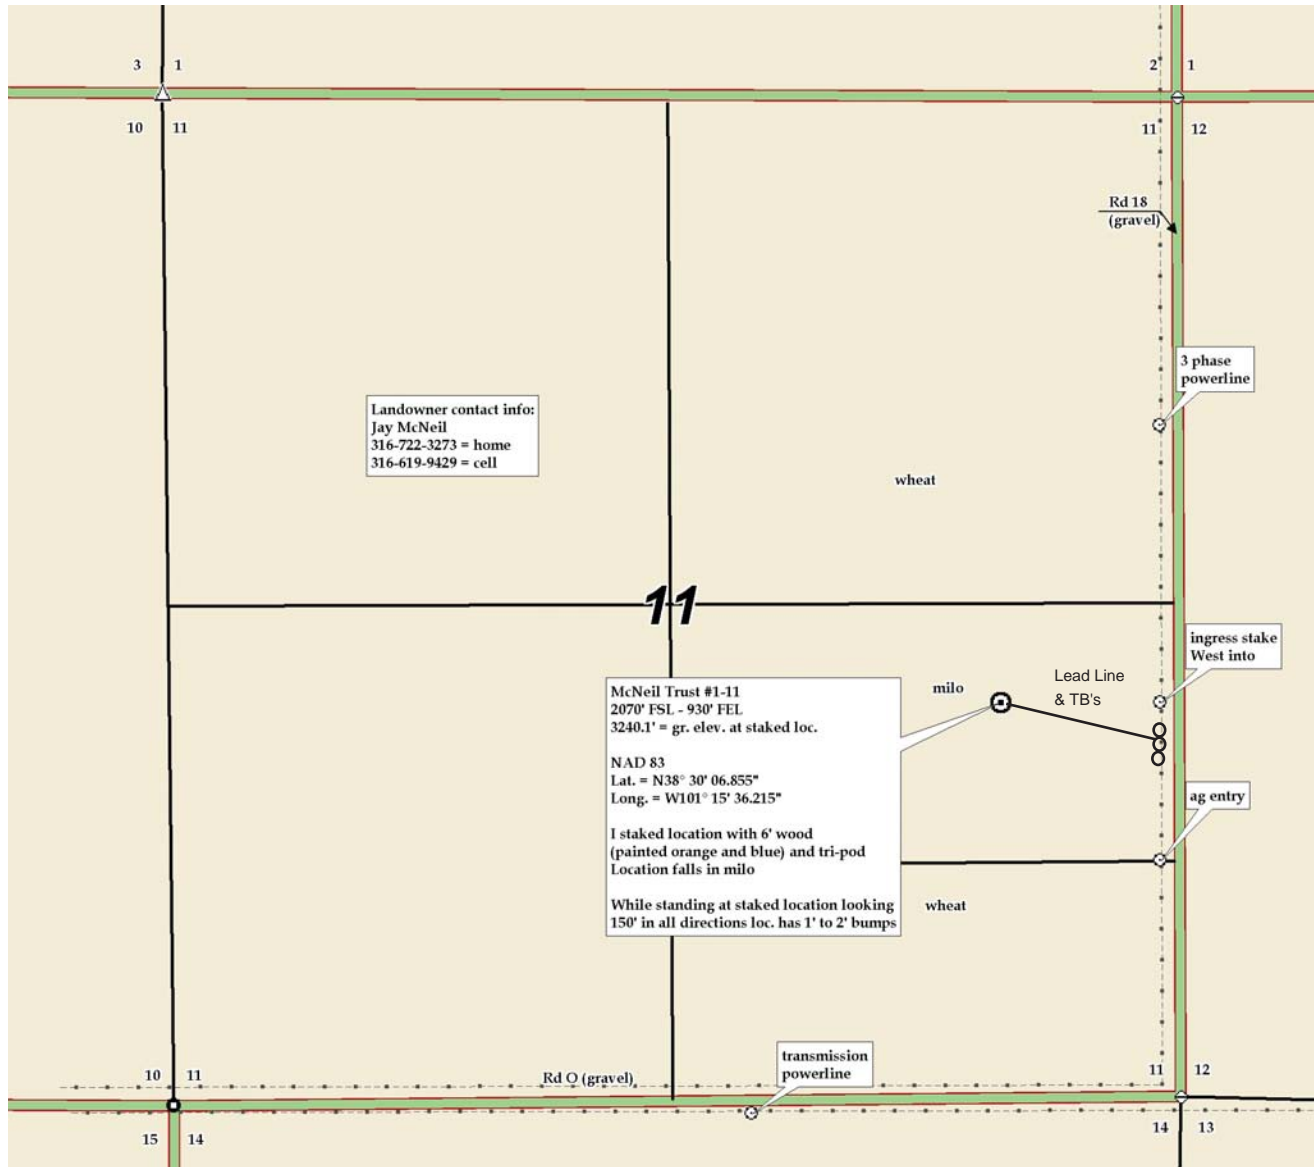 3 1
2 1
10 11
11 12
Rd 18
(gravel)
3 phase
powerline
Landowner contact info:
Jay McNeil
316-722-3273 = home
316-619-9429 = cell
wheat
11
ingress stake
West into
McNeil Trust #1-11
2070' FSL - 930' FEL
3240.1' = gr. elev. at staked loc.
NAD 83
Lat. = N38° 30' 06.855"
Long. = W101° 15' 36.215"
I staked location with 6' wood
(painted orange and blue) and tri-pod
Location falls in milo
While standing at staked location looking
150' in all directions loc. has 1' to 2' bumps
milo
Lead Line
& TB's
ag entry
wheat
10 11
Rd O (gravel)
transmission
powerline
11 12
15 14
14 13